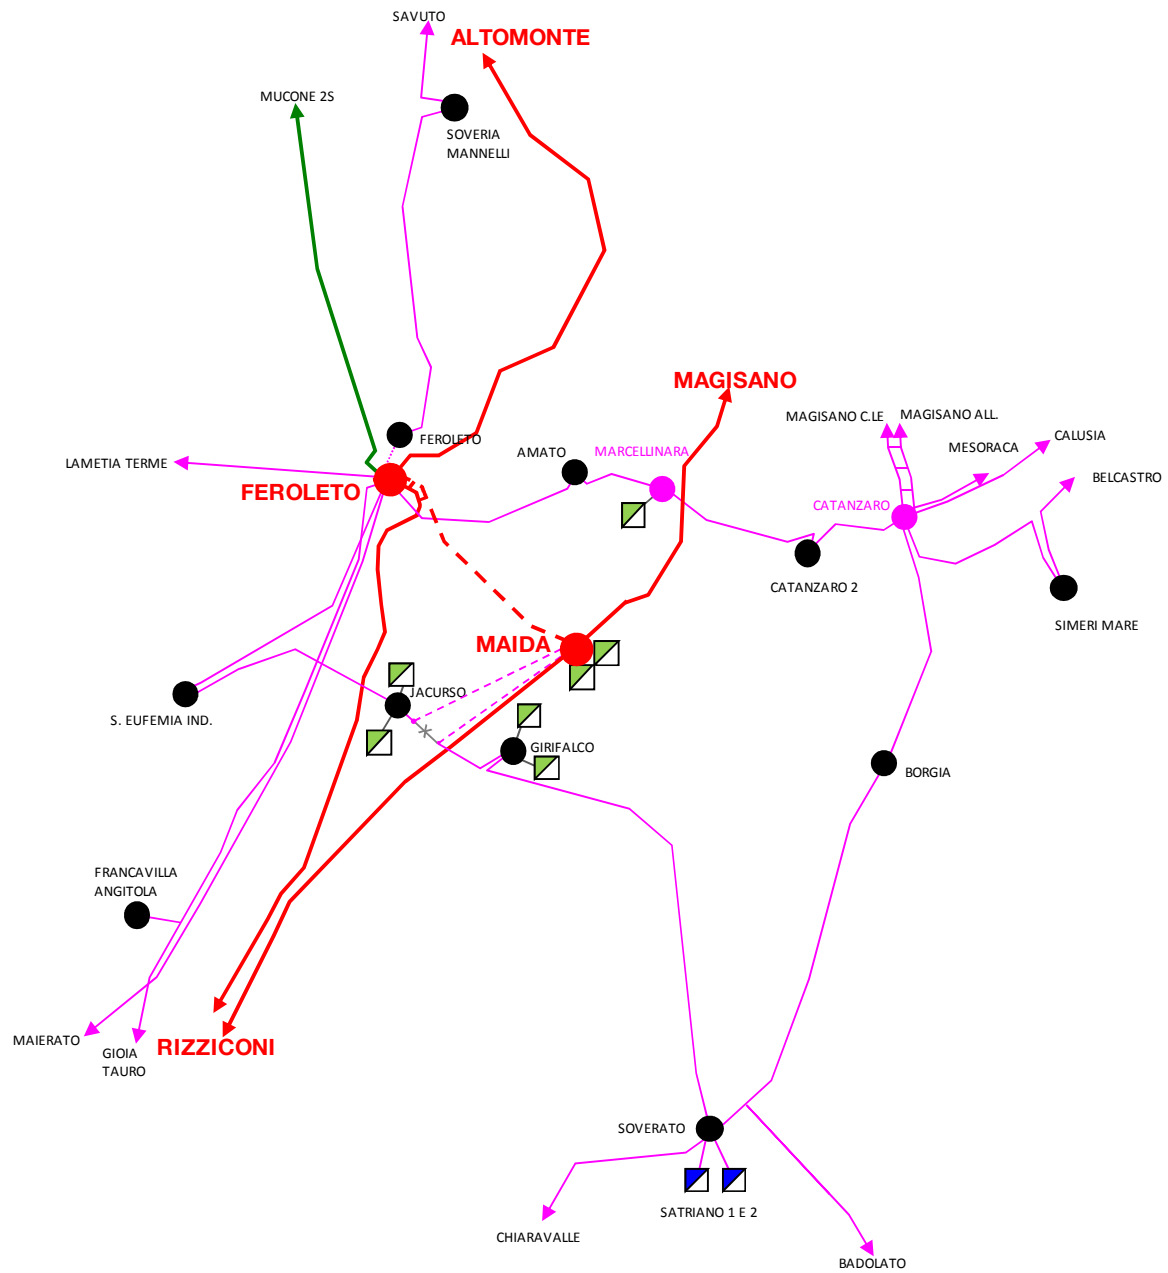 SAVUTO
ALTOMONTE
MUCONE 2S
SOVERIA
MANNELLI
MAGISANO
MAGISANO C.LE
MAGISANO ALL.
CALUSIA
MESORACA
BELCASTRO
FEROLETO
AMATO
MARCELLINARA
LAMETIA TERME
FEROLETO
CATANZARO
CATANZARO 2
SIMERI MARE
MAIDA
JACURSO
S. EUFEMIA IND.
GIRIFALCO
BORGIA
FRANCAVILLA
ANGITOLA
MAIERATO
GIOIA
TAURO
RIZZICONI
SOVERATO
SATRIANO 1 E 2
CHIARAVALLE
BADOLATO